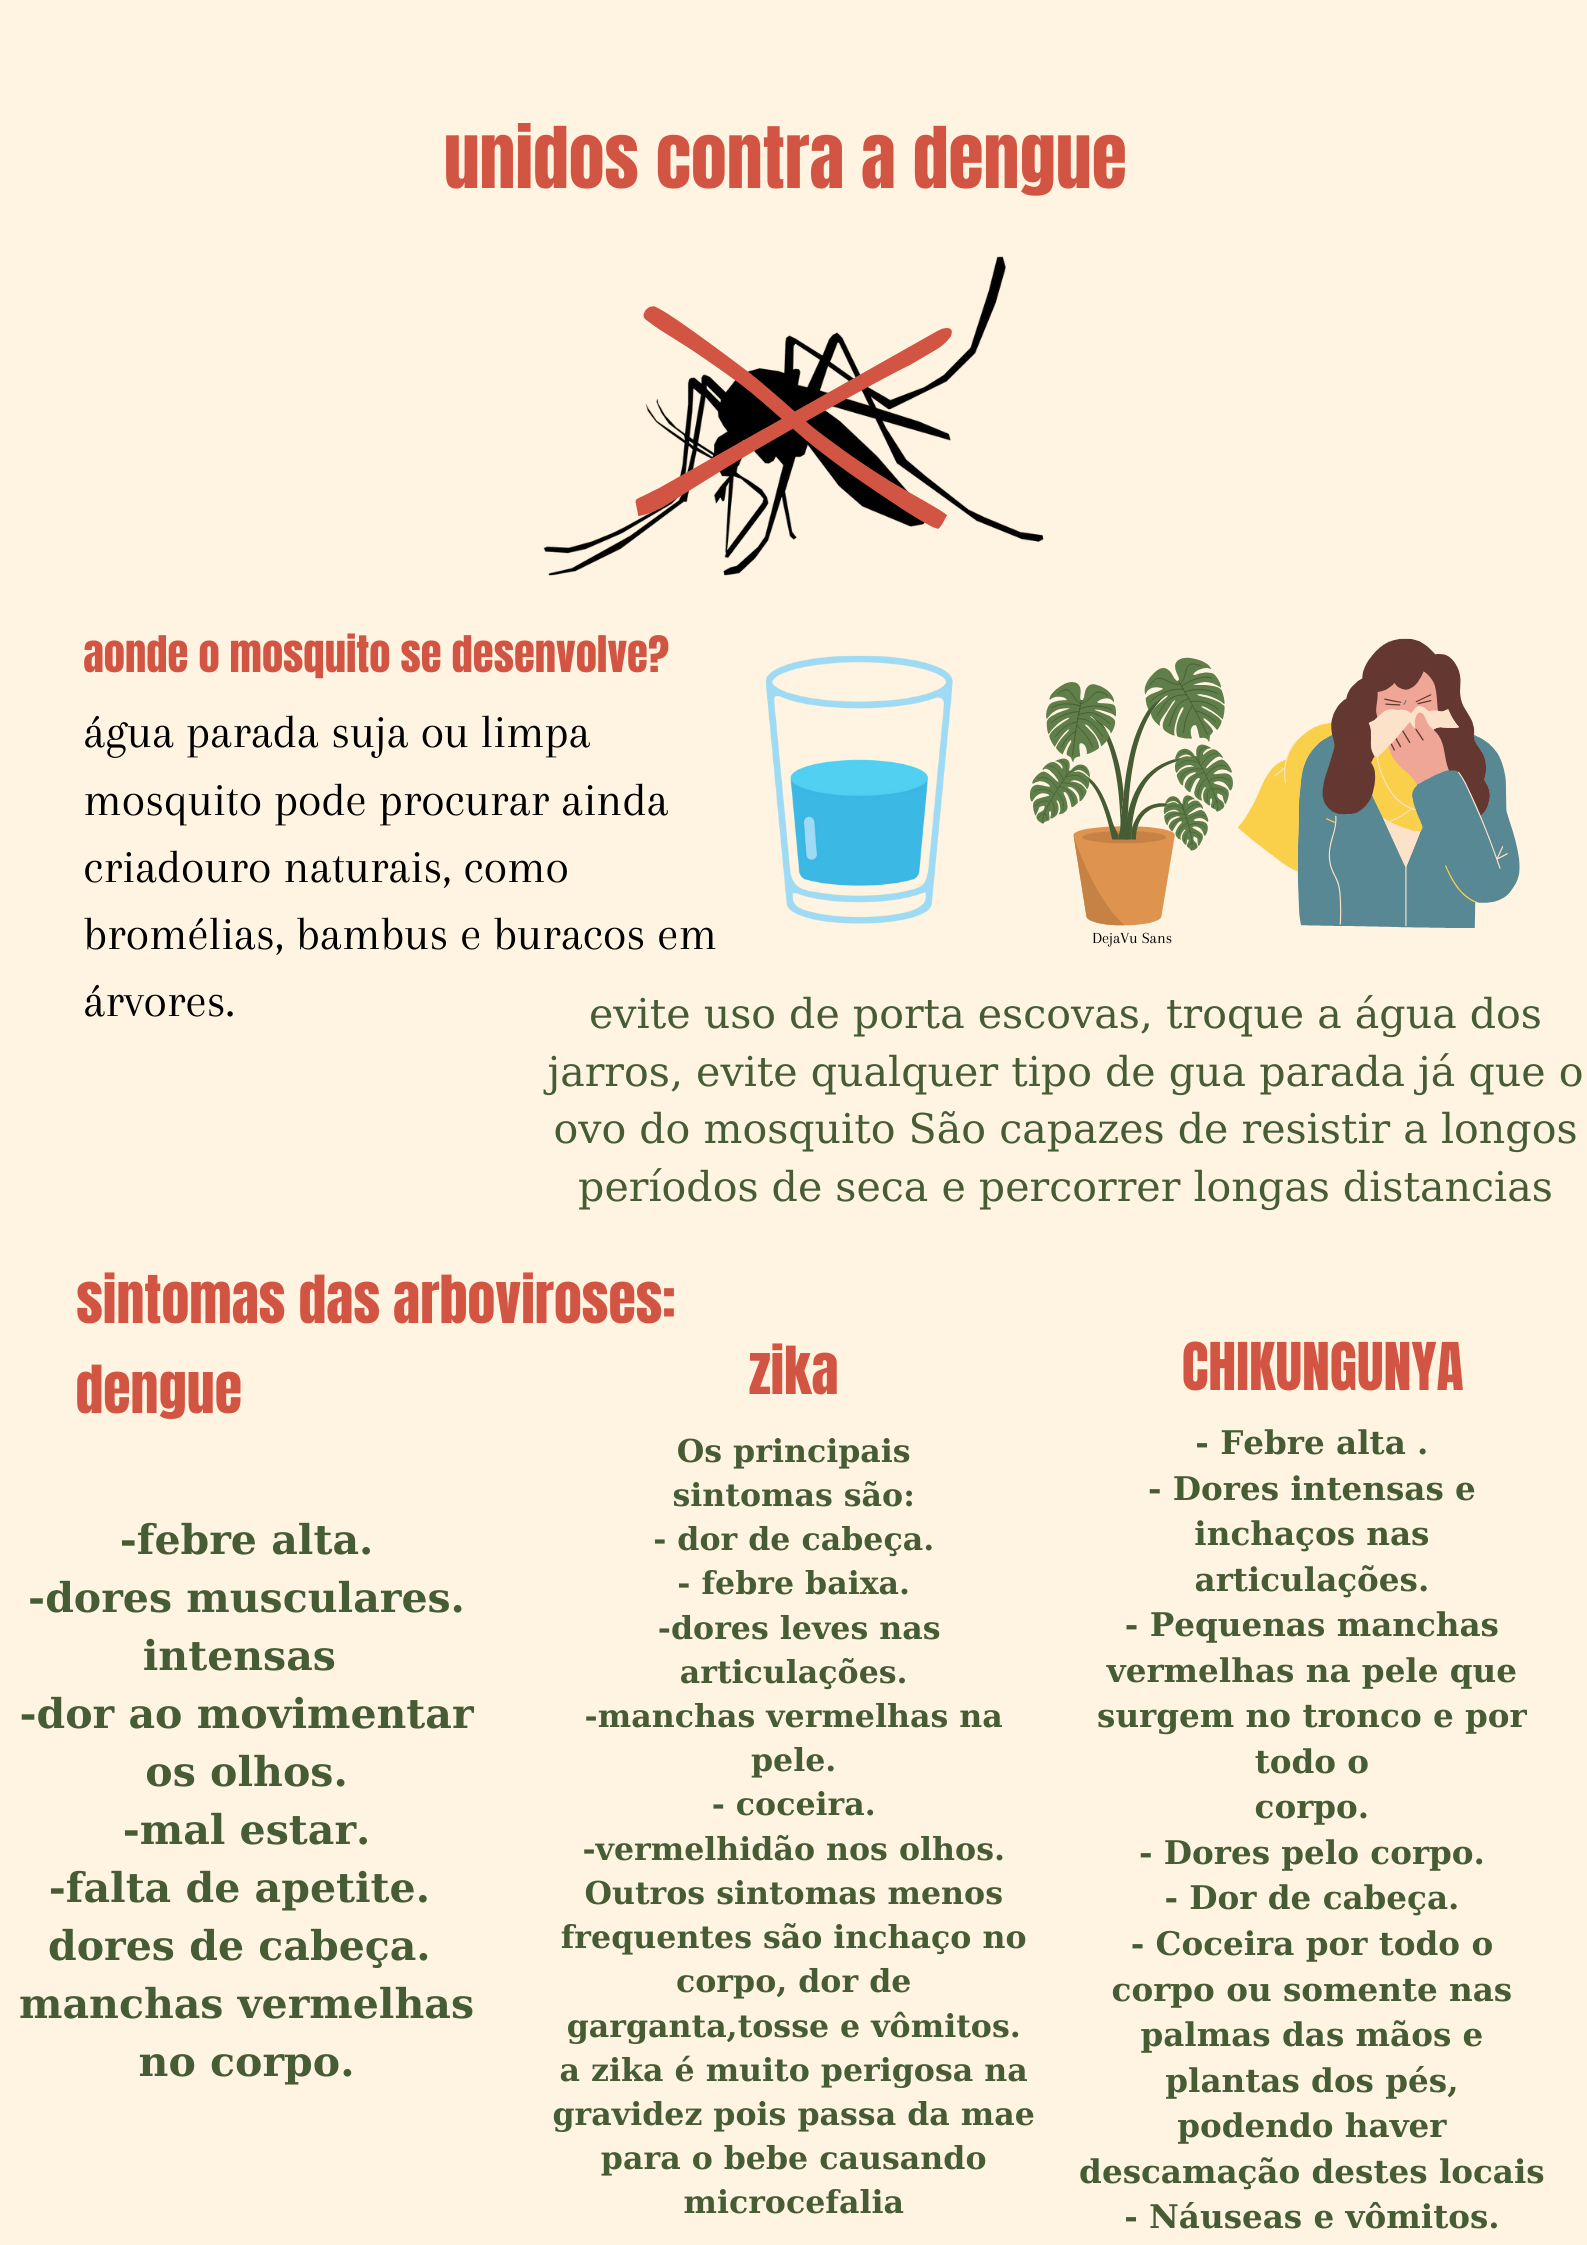 unidos contra a dengue
aonde o mosquito se desenvolve?
água parada suja ou limpa
mosquito pode procurar ainda
criadouro naturais, como
bromélias, bambus e buracos em
árvores.
DejaVu Sans
evite uso de porta escovas, troque a água dos
jarros, evite qualquer tipo de gua parada já que o
ovo do mosquito São capazes de resistir a longos
períodos de seca e percorrer longas distancias
sintomas das arboviroses:
dengue
-febre alta.
-dores musculares.
intensas
-dor ao movimentar
os olhos.
-mal estar.
-falta de apetite.
dores de cabeça.
manchas vermelhas
no corpo.
zika
Os principais
sintomas são:
- dor de cabeça.
- febre baixa.
-dores leves nas
articulações.
-manchas vermelhas na
pele.
- coceira.
-vermelhidão nos olhos.
Outros sintomas menos
frequentes são inchaço no
corpo, dor de
garganta,tosse e vômitos.
a zika é muito perigosa na
gravidez pois passa da mae
para o bebe causando
microcefalia
CHIKUNGUNYA
- Febre alta .
- Dores intensas e
inchaços nas
articulações.
- Pequenas manchas
vermelhas na pele que
surgem no tronco e por
todo o
corpo.
- Dores pelo corpo.
- Dor de cabeça.
- Coceira por todo o
corpo ou somente nas
palmas das mãos e
plantas dos pés,
podendo haver
descamação destes locais
- Náuseas e vômitos.